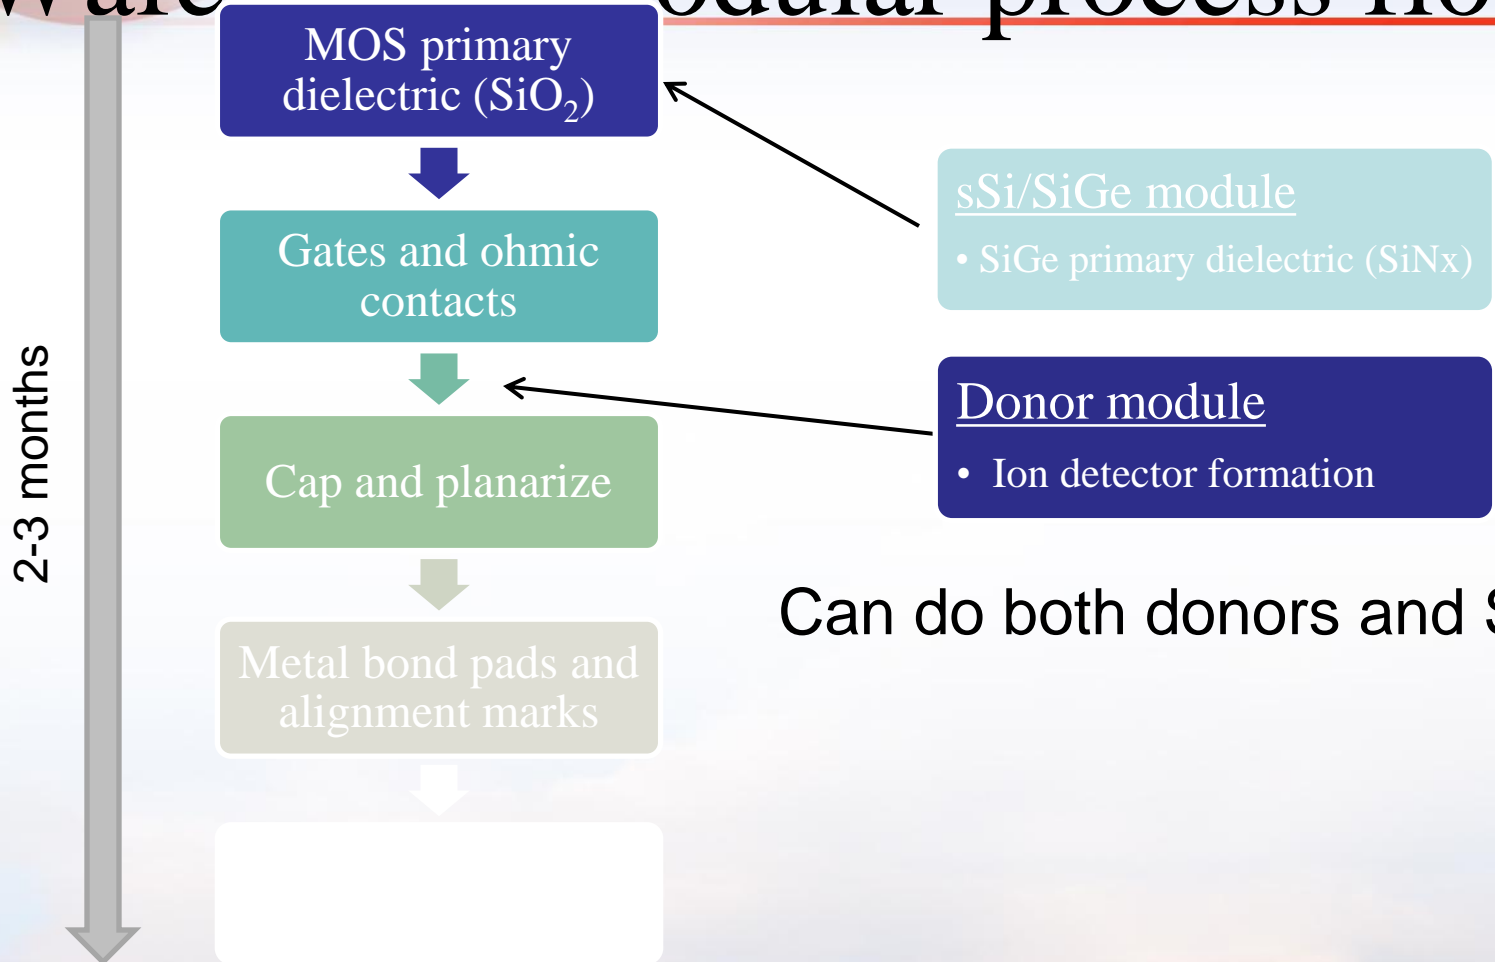 process
MOS primary
dielectric (SiO₂)
sSi/SiGe module
• SiGe primary dielectric (SiNx)
Gates and ohmic
contacts
Donor module
• Ion detector formation
2-3 months
Cap and planarize
Can do both donors and
Metal bond pads and
alignment marks